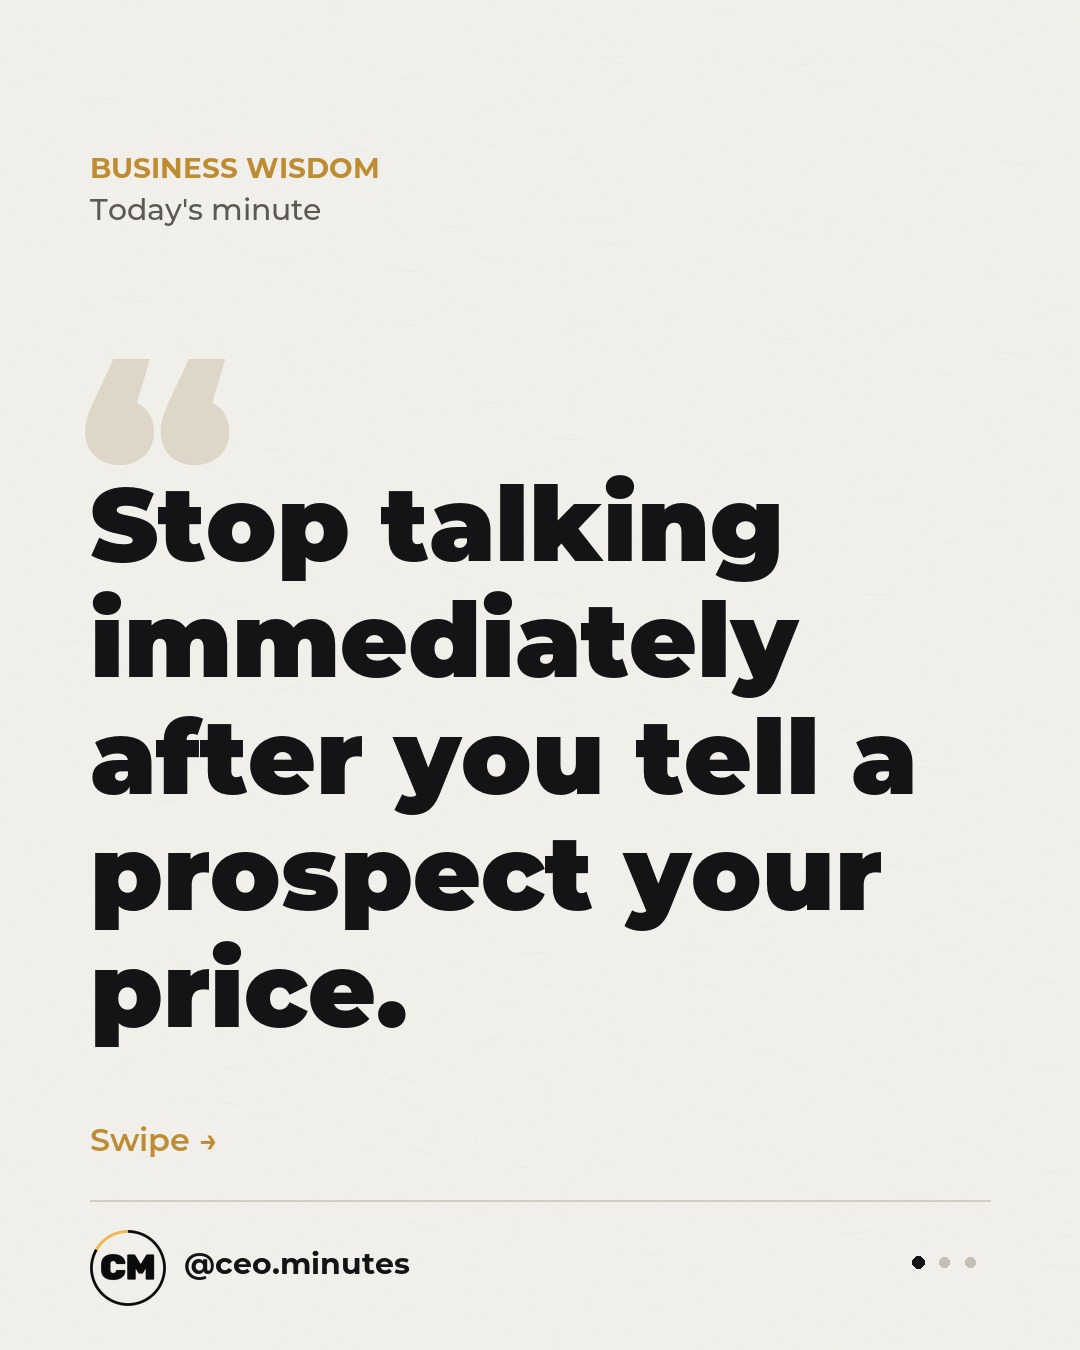 BUSINESS WISDOM
Today's minute
“
Stop talking
immediately
after you tell a
prospect your
price.
Swipe →
CM @ceo.minutes